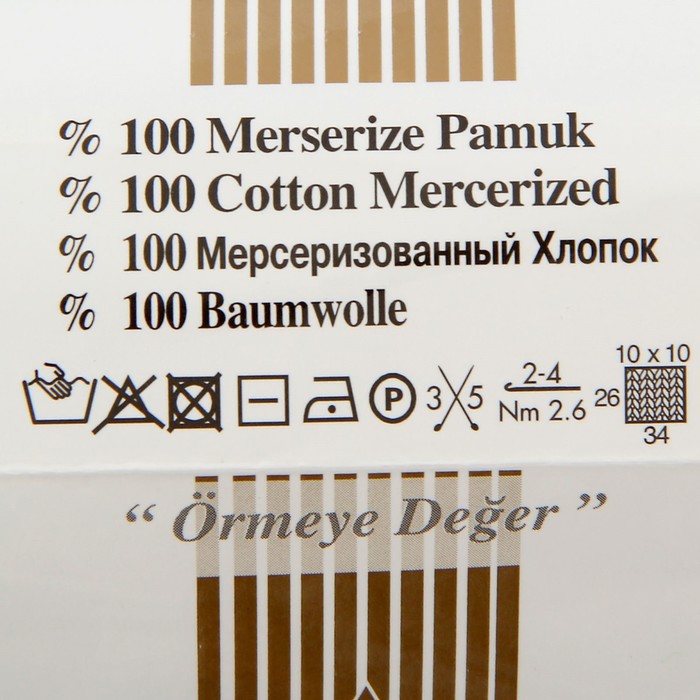 % 100 Merserize Pamuk
% 100 Cotton Mercerized
% 100 Мерсеризованный Хлопок
% 100 Baumwolle
P 3 5 2-4 10 x 10
Nm 2.6 26
34
“ Örmeye Değer ”